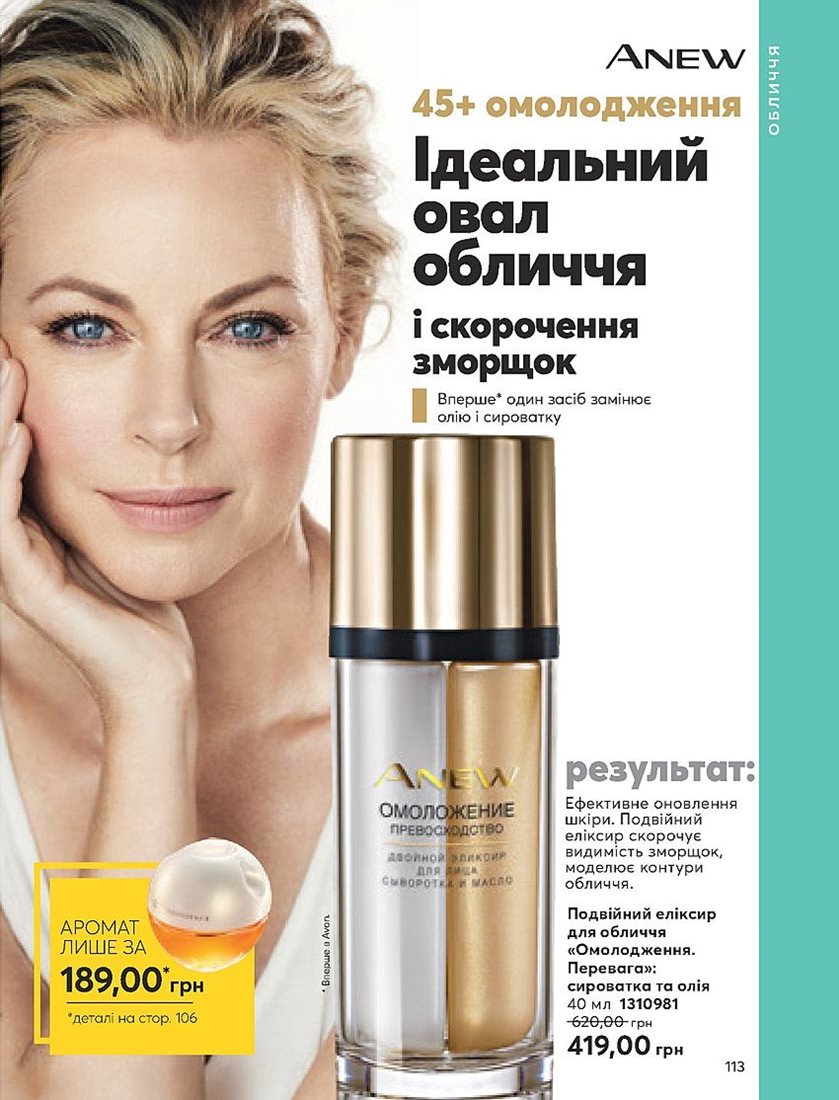 ANEW
ОБЛИЧЧЯ
45+ омолодження
Ідеальний
овал
обличчя
і скорочення
зморщок
Вперше* один засіб замінює
олію і сироватку
ANEW
ОМОЛОЖЕНИЕ
ПРЕВОСХОДСТВО
ДВОЙНОЙ ЭЛИКСИР
ДЛЯ ЛИЦА
СЫВОРОТКА И МАСЛО
результат:
Ефективне оновлення
шкіри. Подвійний
еліксир скорочує
видимість зморщок,
моделює контури
обличчя.
Подвійний еліксир
для обличчя
«Омолодження.
Перевага»:
сироватка та олія
40 мл 1310981
620,00 грн
419,00 грн
* Вперше в Avon.
АРОМАТ
ЛИШЕ ЗА
189,00* грн
*деталі на стор. 106
113